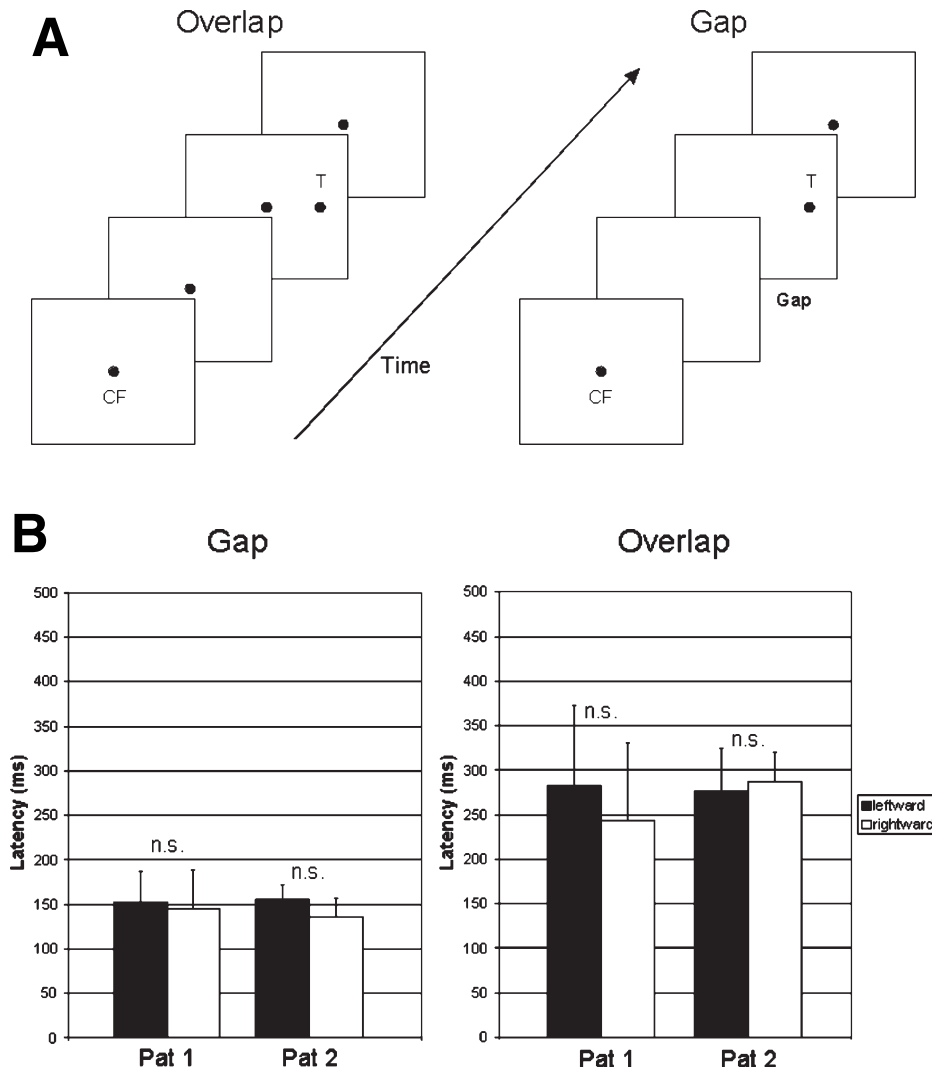 A
Overlap
Gap
T
T
Gap
Time
CF
CF
B
Gap
Overlap
500
450
400
350
300
250
200
150
100
50
0
Latency (ms)
n.s.
n.s.
Pat 1
Pat 2
500
450
400
350
300
250
200
150
100
50
0
Latency (ms)
n.s.
n.s.
Pat 1
Pat 2
leftward
rightward